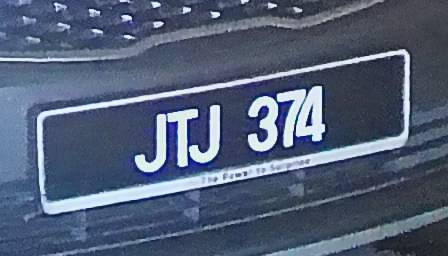 JTJ 374
The Power to Surprise